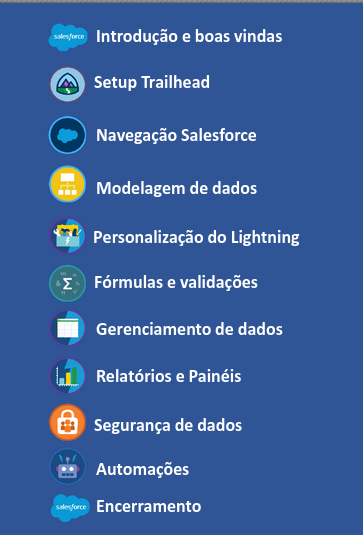 salesforce Introdução e boas vindas
Setup Trailhead
Navegação Salesforce
Modelagem de dados
Personalização do Lightning
Σ Fórmulas e validações
Gerenciamento de dados
Relatórios e Painéis
Segurança de dados
Automações
salesforce Encerramento